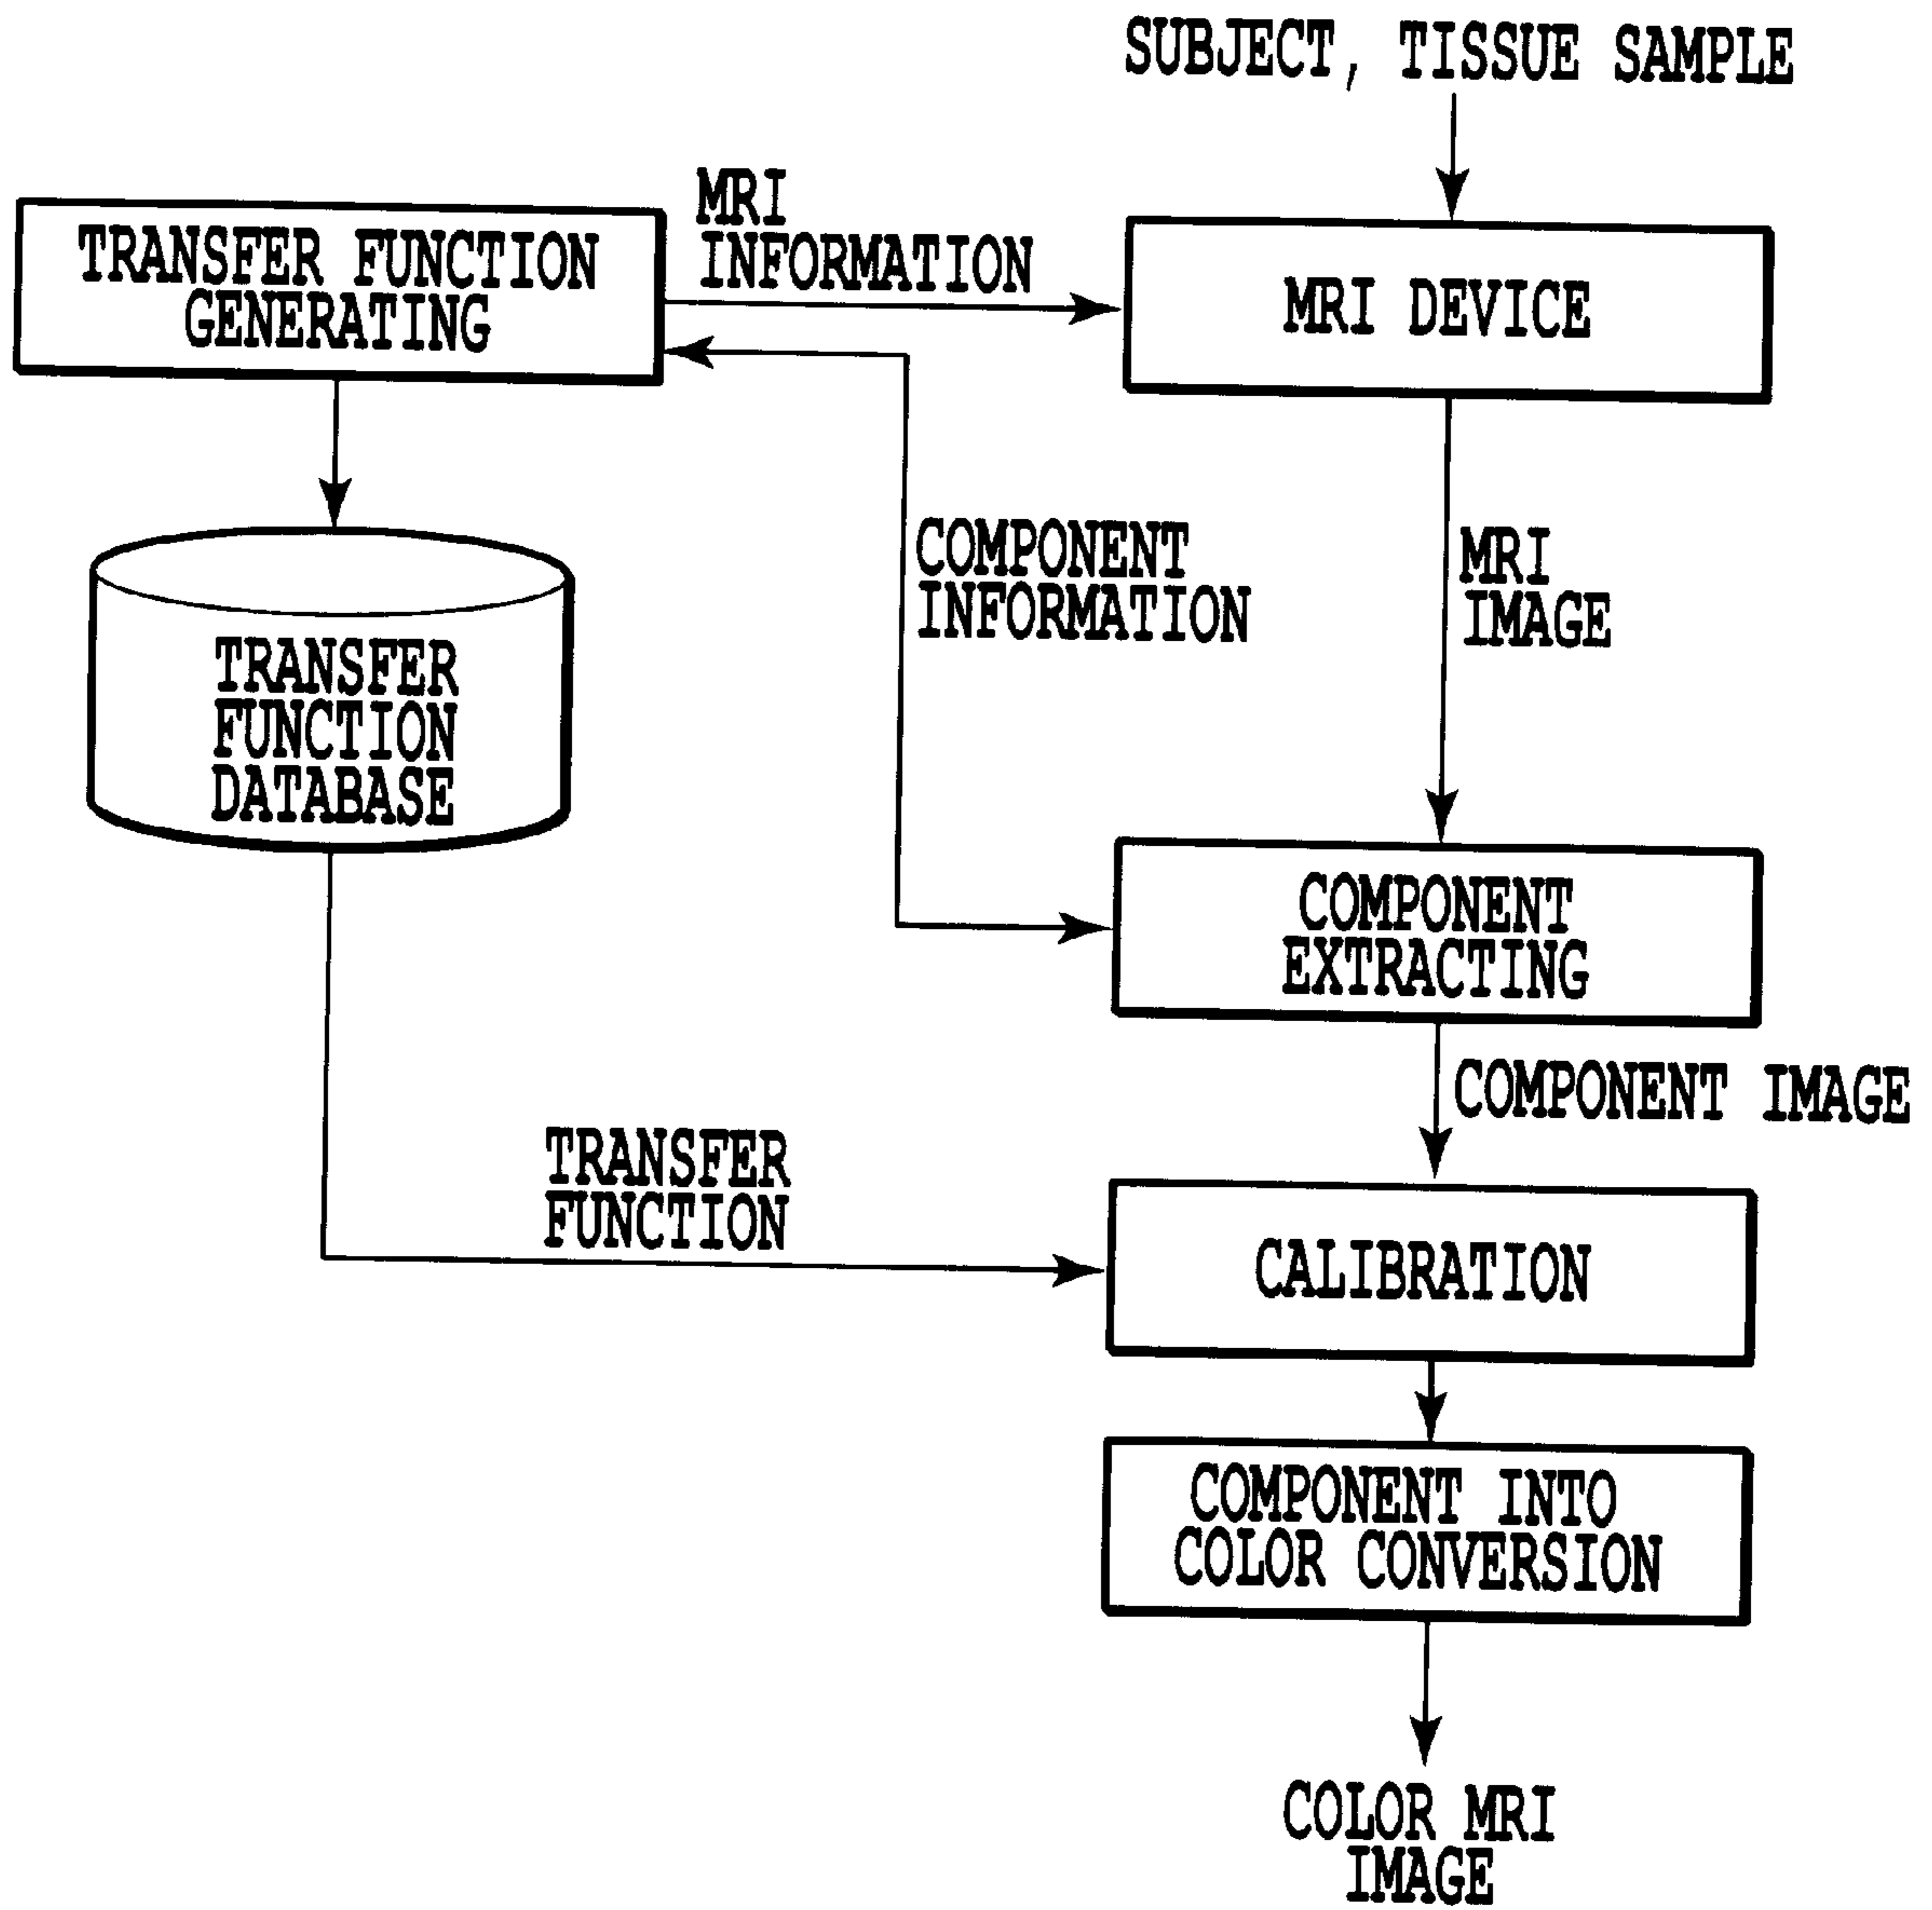 SUBJECT, TISSUE SAMPLE
MRI
INFORMATION
TRANSFER FUNCTION
GENERATING
MRI DEVICE
COMPONENT
INFORMATION
MRI
IMAGE
TRANSFER
FUNCTION
DATABASE
COMPONENT
EXTRACTING
COMPONENT IMAGE
TRANSFER
FUNCTION
CALIBRATION
COMPONENT INTO
COLOR CONVERSION
COLOR MRI
IMAGE